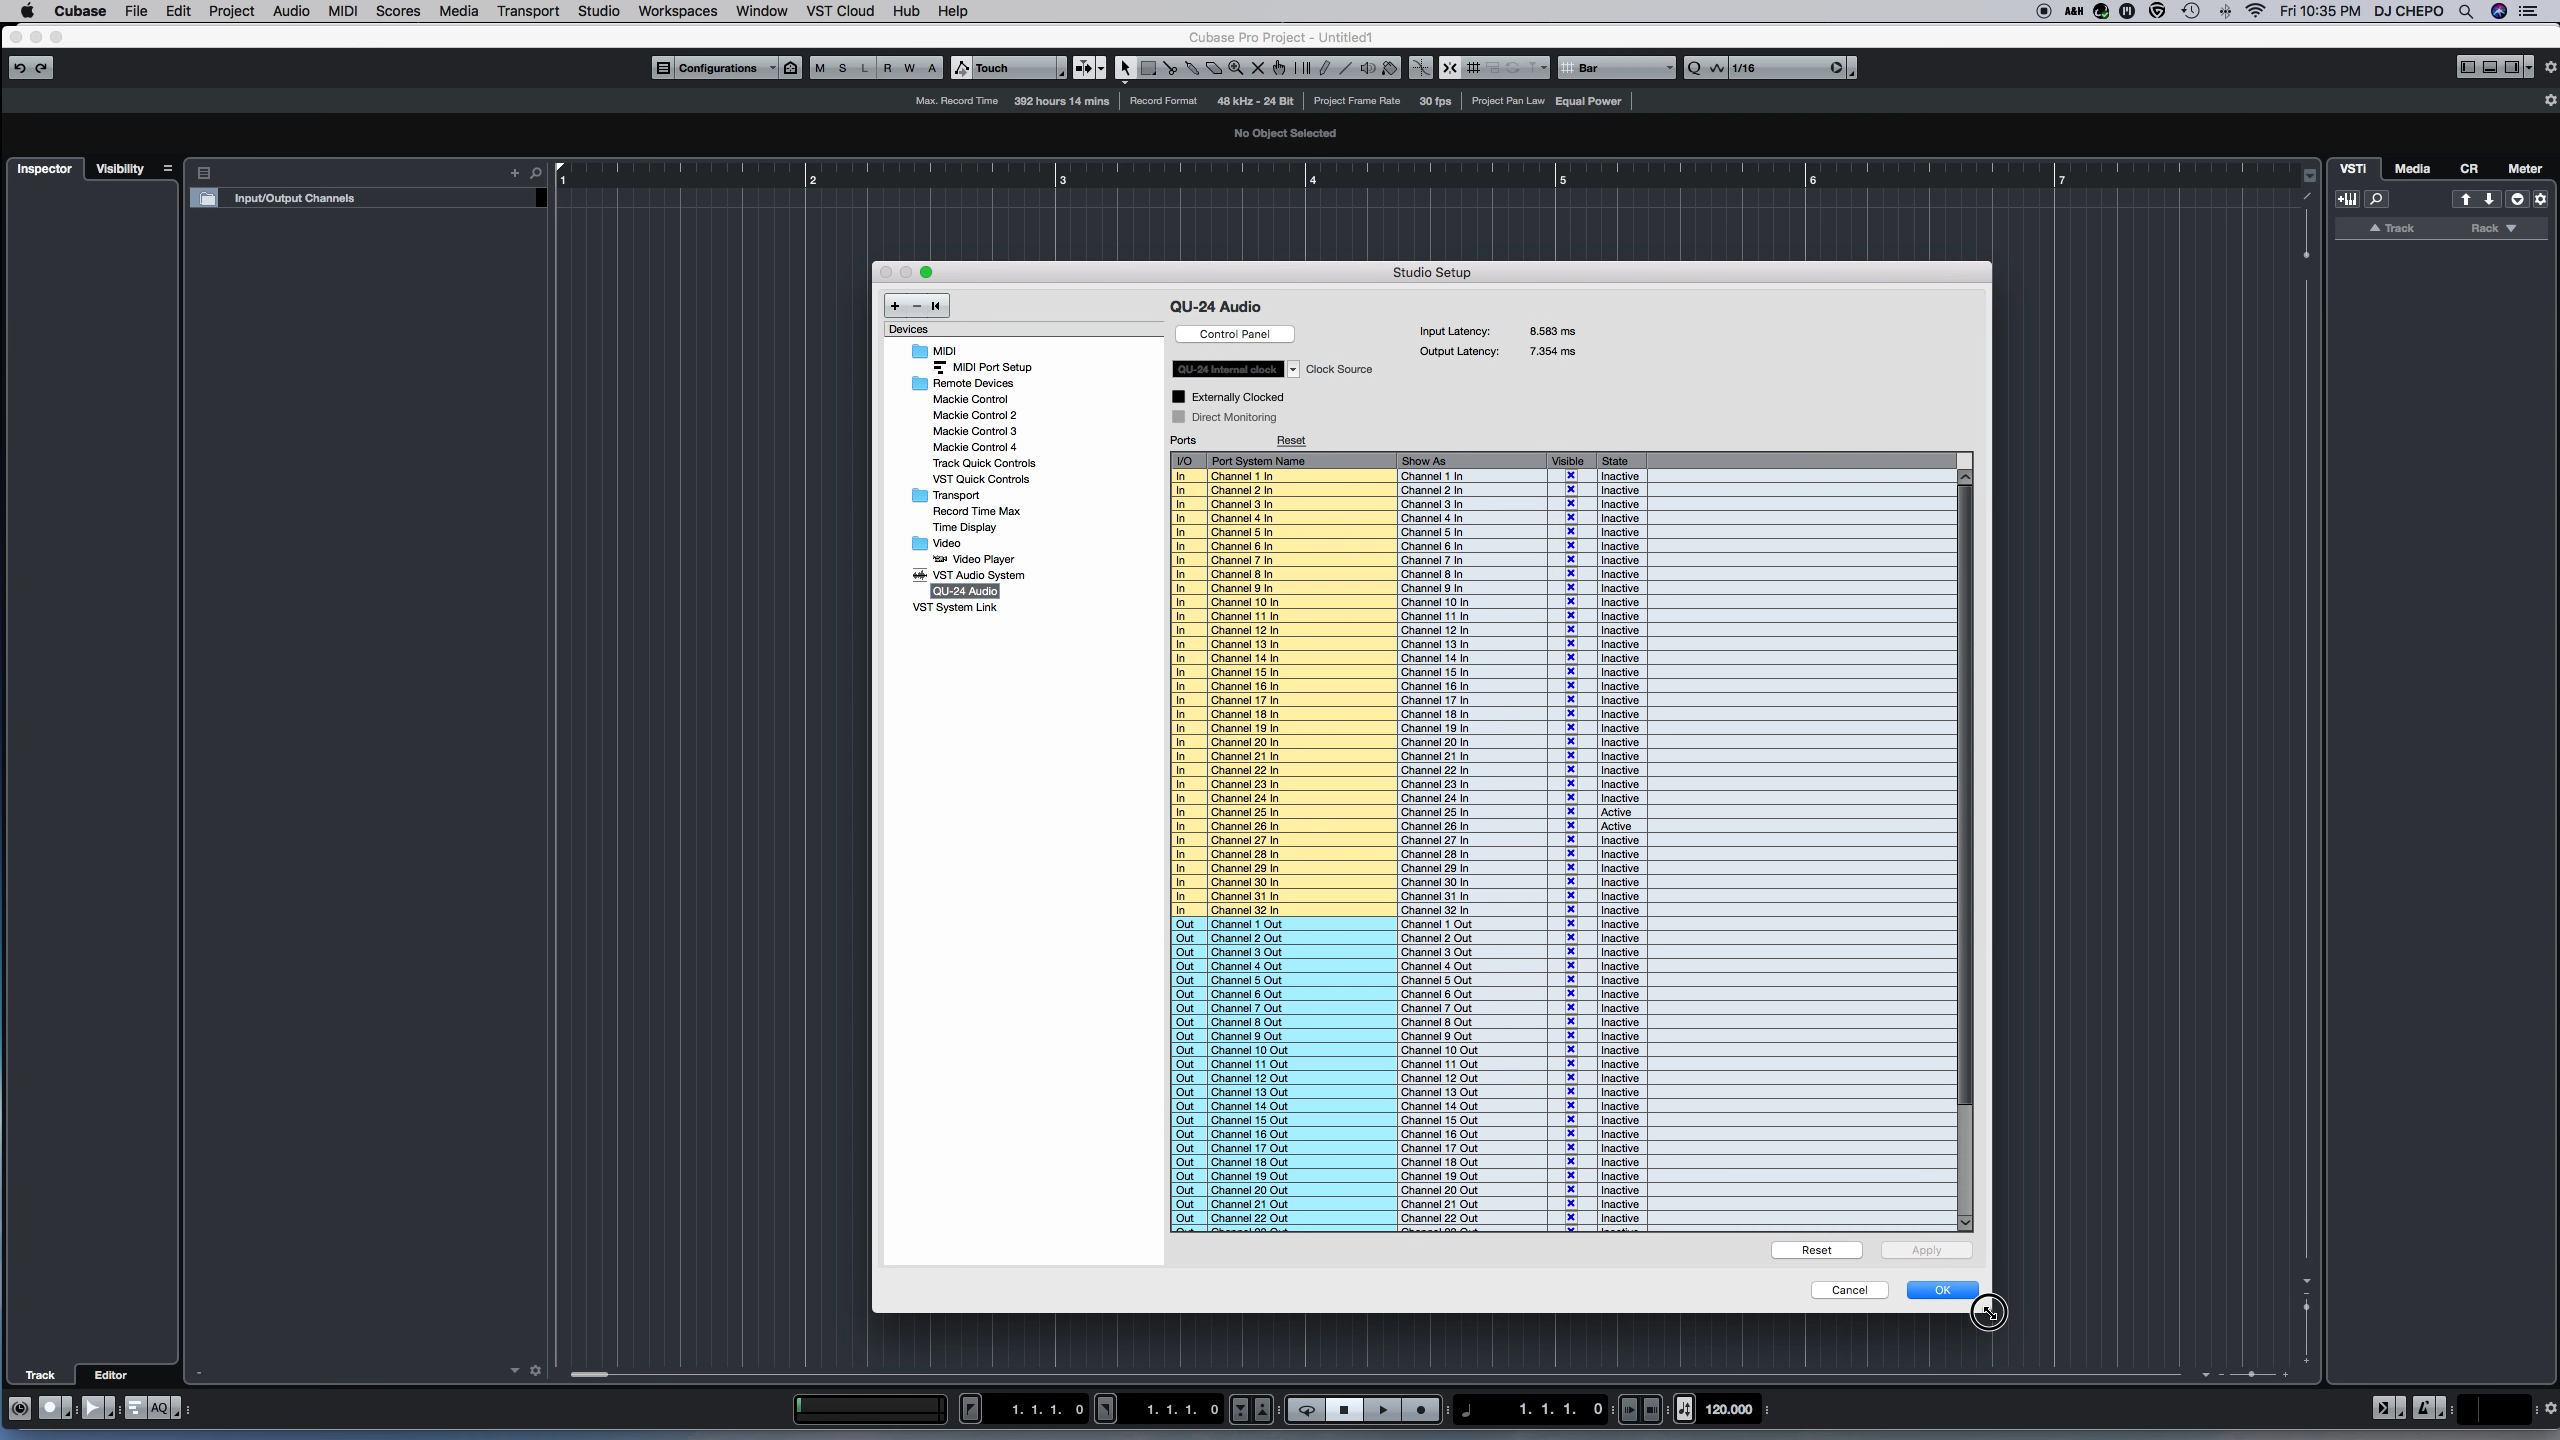 Cubase File Edit Project Audio MIDI Scores Media Transport Studio Workspaces Window VST Cloud Hub Help A&H Fri 10:35 PM DJ CHEPO
Cubase Pro Project - Untitled1
Configurations M S L R W A Touch Bar Q 1/16
Max. Record Time 392 hours 14 mins Record Format 48 kHz - 24 Bit Project Frame Rate 30 fps Project Pan Law Equal Power
No Object Selected
Inspector Visibility
Input/Output Channels
1 2 3 4 5 6 7
VSTi Media CR Meter
Track Rack
Studio Setup
+ -
Devices
MIDI
MIDI Port Setup
Remote Devices
Mackie Control
Mackie Control 2
Mackie Control 3
Mackie Control 4
Track Quick Controls
VST Quick Controls
Transport
Record Time Max
Time Display
Video
Video Player
VST Audio System
QU-24 Audio
VST System Link
QU-24 Audio
Control Panel
Input Latency: 8.583 ms
Output Latency: 7.354 ms
QU-24 Internal clock Clock Source
Externally Clocked
Direct Monitoring
Ports Reset
I/O Port System Name Show As Visible State
In Channel 1 In Channel 1 In Inactive
In Channel 2 In Channel 2 In Inactive
In Channel 3 In Channel 3 In Inactive
In Channel 4 In Channel 4 In Inactive
In Channel 5 In Channel 5 In Inactive
In Channel 6 In Channel 6 In Inactive
In Channel 7 In Channel 7 In Inactive
In Channel 8 In Channel 8 In Inactive
In Channel 9 In Channel 9 In Inactive
In Channel 10 In Channel 10 In Inactive
In Channel 11 In Channel 11 In Inactive
In Channel 12 In Channel 12 In Inactive
In Channel 13 In Channel 13 In Inactive
In Channel 14 In Channel 14 In Inactive
In Channel 15 In Channel 15 In Inactive
In Channel 16 In Channel 16 In Inactive
In Channel 17 In Channel 17 In Inactive
In Channel 18 In Channel 18 In Inactive
In Channel 19 In Channel 19 In Inactive
In Channel 20 In Channel 20 In Inactive
In Channel 21 In Channel 21 In Inactive
In Channel 22 In Channel 22 In Inactive
In Channel 23 In Channel 23 In Inactive
In Channel 24 In Channel 24 In Inactive
In Channel 25 In Channel 25 In Active
In Channel 26 In Channel 26 In Active
In Channel 27 In Channel 27 In Inactive
In Channel 28 In Channel 28 In Inactive
In Channel 29 In Channel 29 In Inactive
In Channel 30 In Channel 30 In Inactive
In Channel 31 In Channel 31 In Inactive
In Channel 32 In Channel 32 In Inactive
Out Channel 1 Out Channel 1 Out Inactive
Out Channel 2 Out Channel 2 Out Inactive
Out Channel 3 Out Channel 3 Out Inactive
Out Channel 4 Out Channel 4 Out Inactive
Out Channel 5 Out Channel 5 Out Inactive
Out Channel 6 Out Channel 6 Out Inactive
Out Channel 7 Out Channel 7 Out Inactive
Out Channel 8 Out Channel 8 Out Inactive
Out Channel 9 Out Channel 9 Out Inactive
Out Channel 10 Out Channel 10 Out Inactive
Out Channel 11 Out Channel 11 Out Inactive
Out Channel 12 Out Channel 12 Out Inactive
Out Channel 13 Out Channel 13 Out Inactive
Out Channel 14 Out Channel 14 Out Inactive
Out Channel 15 Out Channel 15 Out Inactive
Out Channel 16 Out Channel 16 Out Inactive
Out Channel 17 Out Channel 17 Out Inactive
Out Channel 18 Out Channel 18 Out Inactive
Out Channel 19 Out Channel 19 Out Inactive
Out Channel 20 Out Channel 20 Out Inactive
Out Channel 21 Out Channel 21 Out Inactive
Out Channel 22 Out Channel 22 Out Inactive
Reset Apply
Cancel OK
Track Editor
AQ 1. 1. 1. 0 1. 1. 1. 0 1. 1. 1. 0 120.000